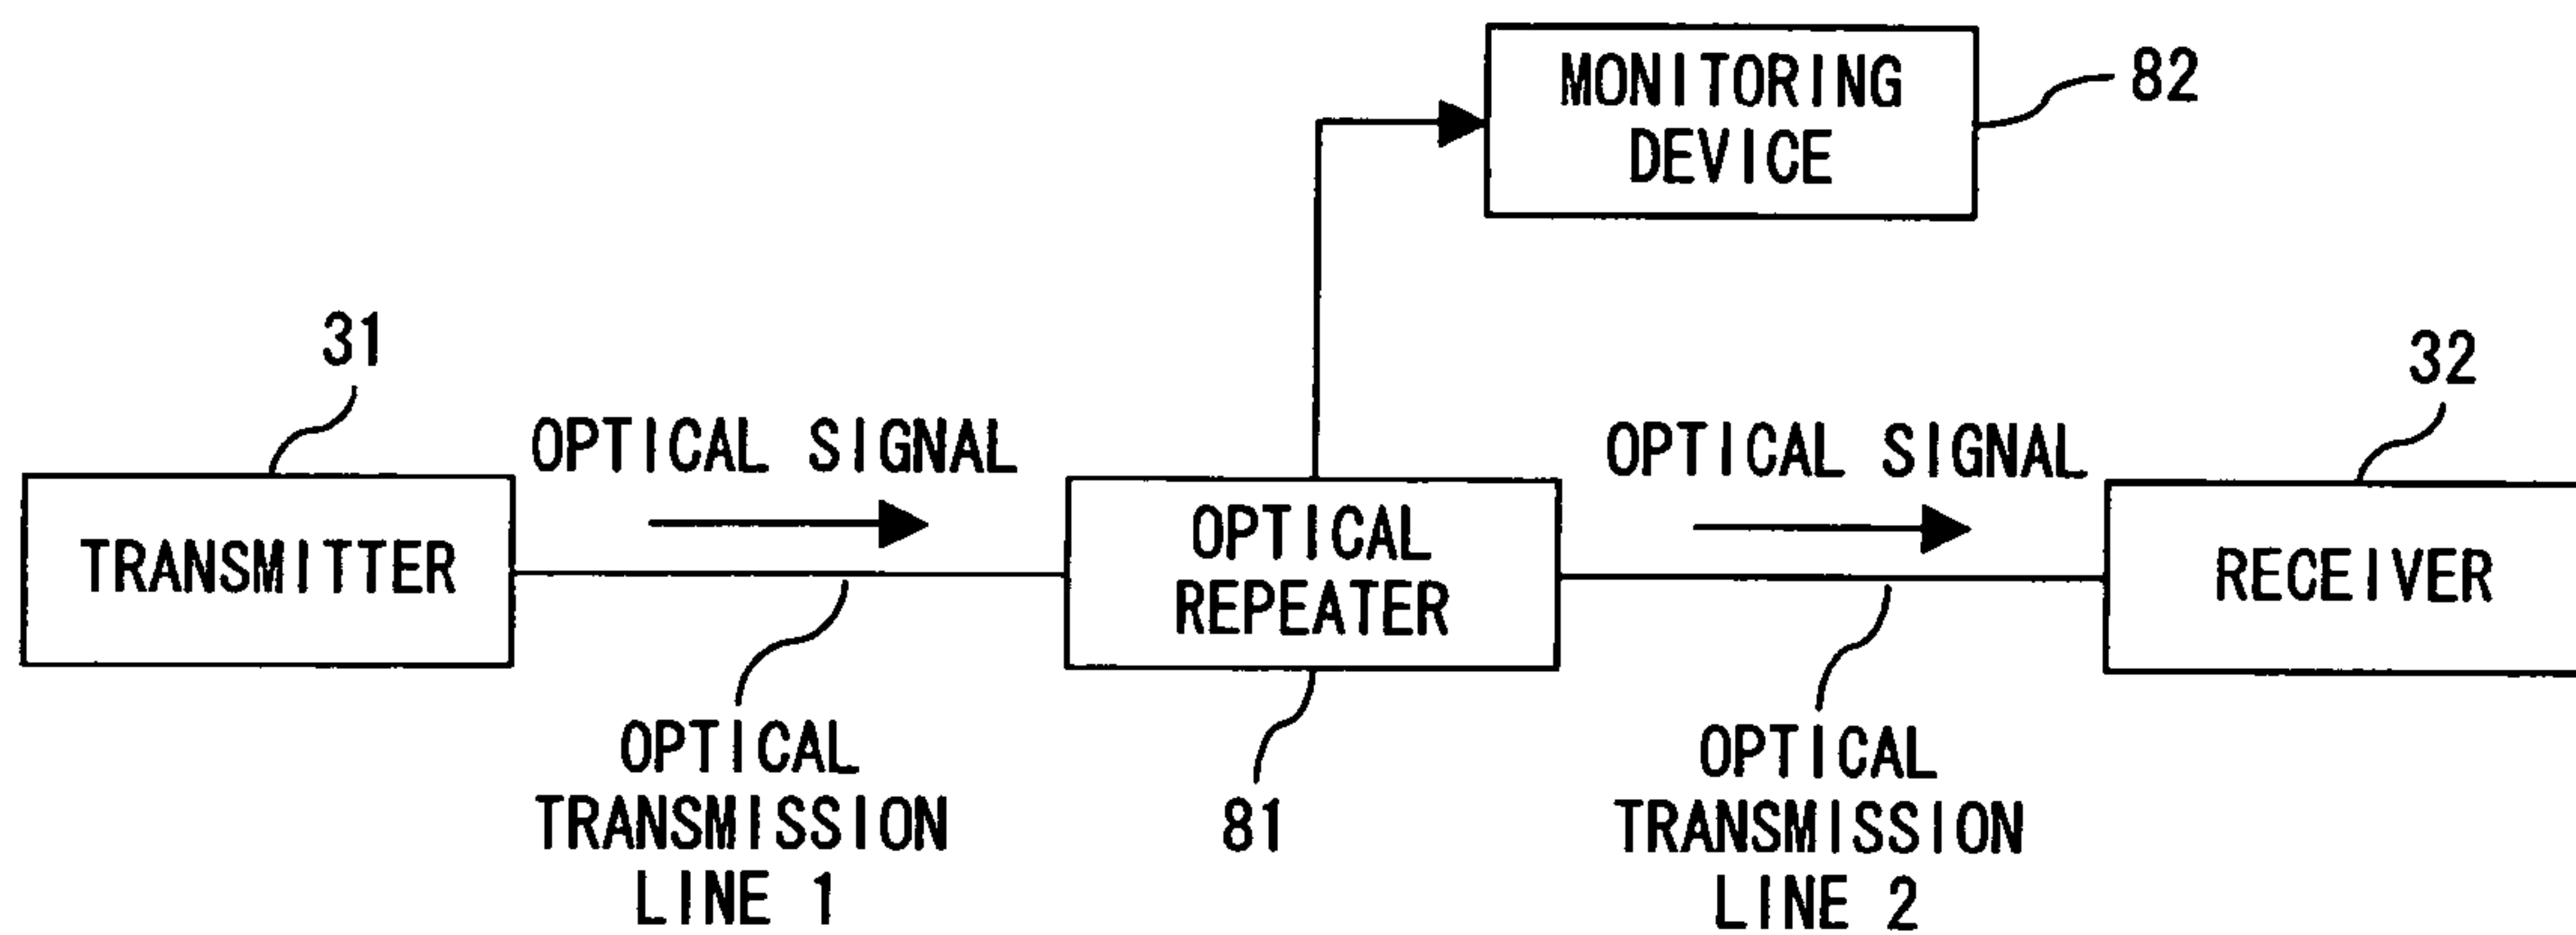 MONITORING
DEVICE
82
31
32
OPTICAL SIGNAL
OPTICAL SIGNAL
TRANSMITTER
OPTICAL
REPEATER
RECEIVER
OPTICAL
TRANSMISSION
LINE 1
81
OPTICAL
TRANSMISSION
LINE 2